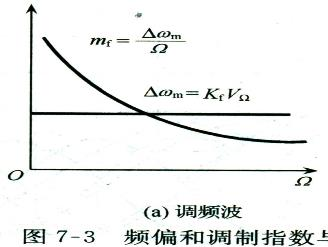 m_f = Δω_m / Ω
Δω_m = K_f V_Ω
O
Ω
(a) 调频波
图 7-3 频偏和调制指数与